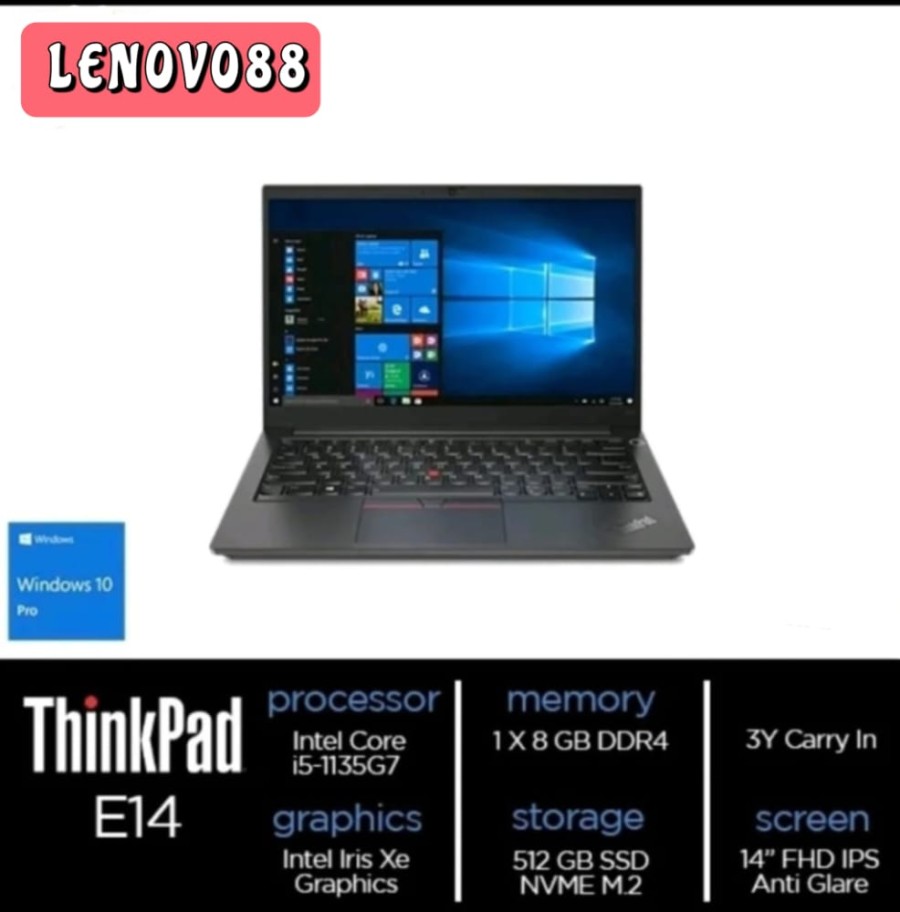 LENOVO88
Windows
Windows 10
Pro
ThinkPad
E14
processor
Intel Core
i5-1135G7
graphics
Intel Iris Xe
Graphics
memory
1 X 8 GB DDR4
storage
512 GB SSD
NVME M.2
3Y Carry In
screen
14” FHD IPS
Anti Glare